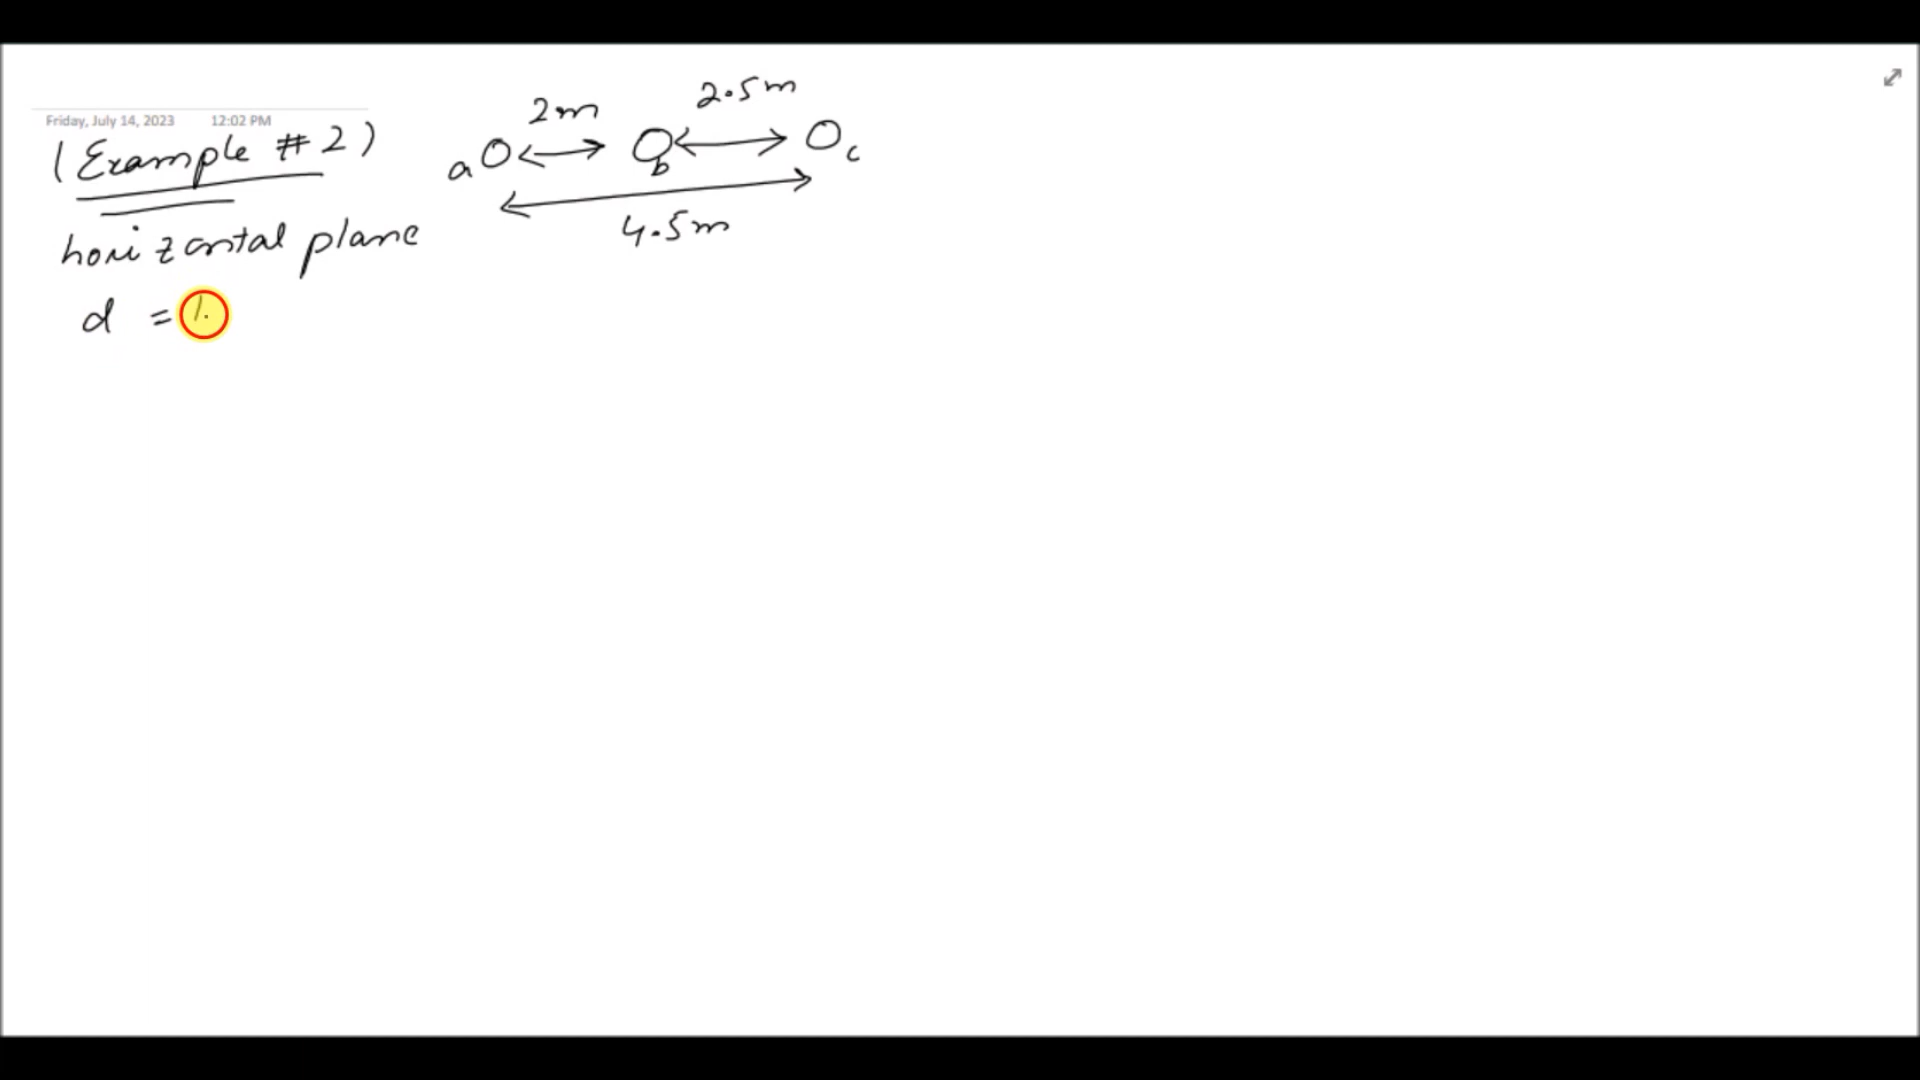 Friday, July 14, 2023 12:02 PM
(Example #2)
2m 2.5m
a b c
4.5m
horizontal plane
d = 1.